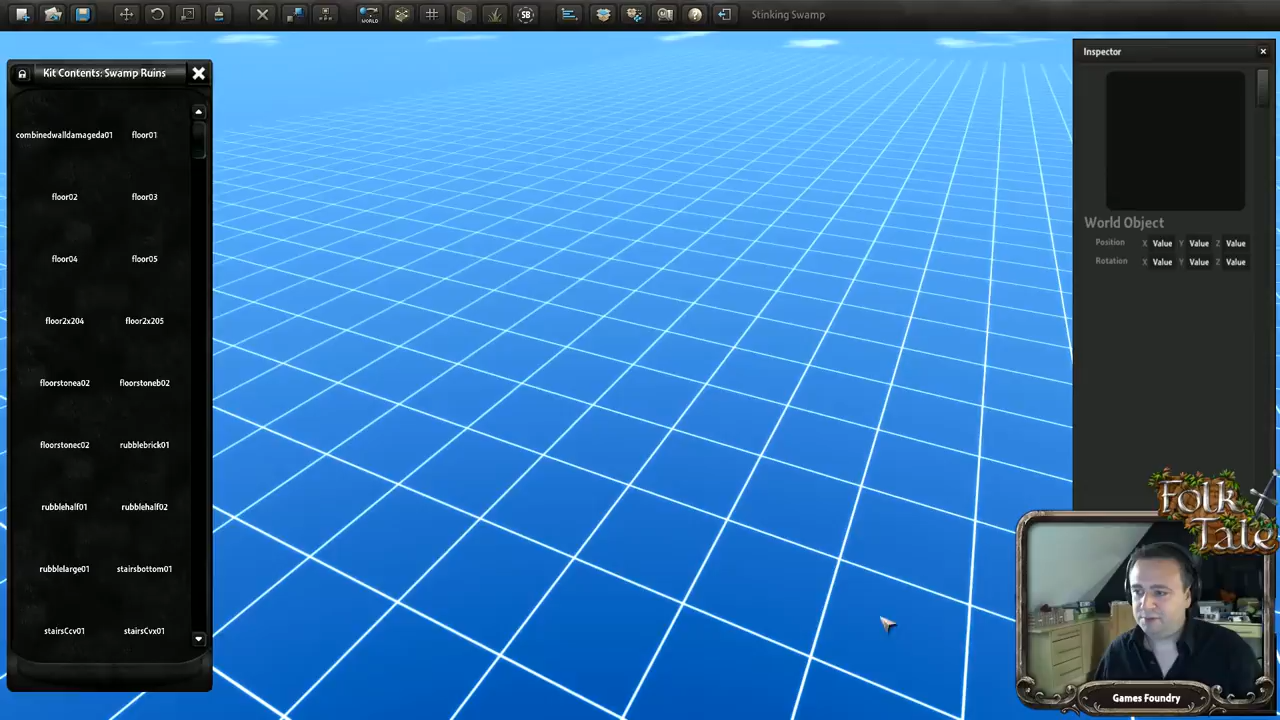 WORLD
SB
Stinking Swamp
Kit Contents: Swamp Ruins
combinedwalldamageda01 floor01
floor02 floor03
floor04 floor05
floor2x204 floor2x205
floorstonea02 floorstoneb02
floorstonec02 rubblebrick01
rubblehalf01 rubblehalf02
rubblelarge01 stairsbottom01
stairsCcv01 stairsCvx01
Inspector
World Object
Position X Value Y Value Z Value
Rotation X Value Y Value Z Value
Folk
Tale
Games Foundry